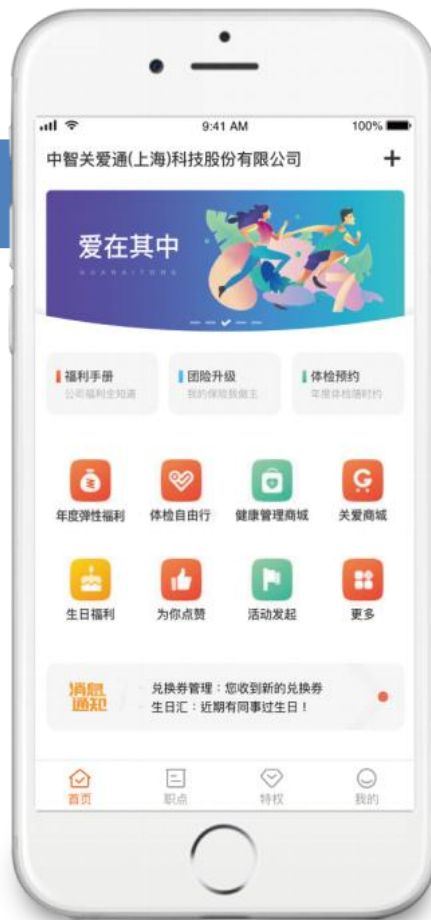 9:41 AM
100%
中智关爱通(上海)科技股份有限公司
爱在其中
GUANAITONG
福利手册
公司福利全知道
团险升级
我的保险我做主
体检预约
年度体检随时约
年度弹性福利
体检自由行
健康管理商城
关爱商城
生日福利
为你点赞
活动发起
更多
消息
通知
兑换券管理:您收到新的兑换券
生日汇:近期有同事过生日!
首页
职点
特权
我的